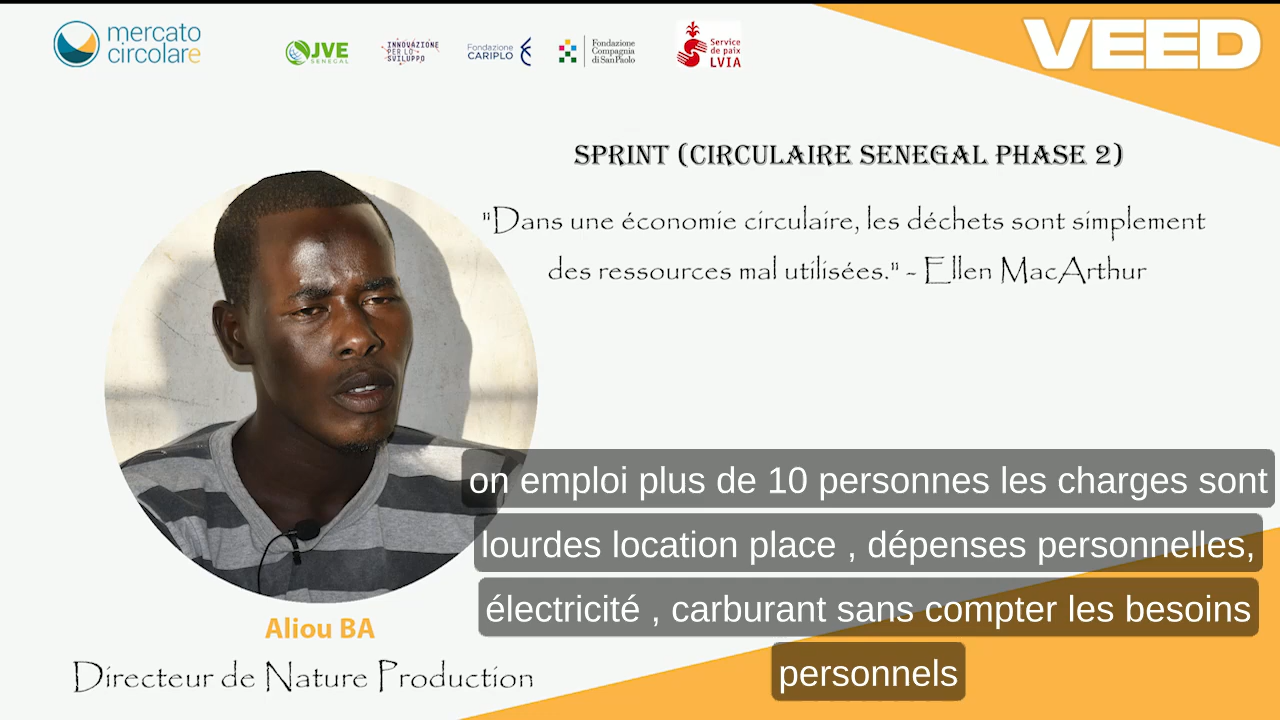 mercato
circolare
JVE
SENEGAL
INNOVAZIONE
PER LO
SVILUPPO
Fondazione
CARIPLO
Fondazione
Compagnia
di San Paolo
Service
de paix
LVIA
VEED
SPRINT (CIRCULAIRE SENEGAL PHASE 2)
"Dans une économie circulaire, les déchets sont simplement
des ressources mal utilisées." - Ellen MacArthur
on emploi plus de 10 personnes les charges sont
lourdes location place , dépenses personnelles,
électricité , carburant sans compter les besoins
personnels
Aliou BA
Directeur de Nature Production